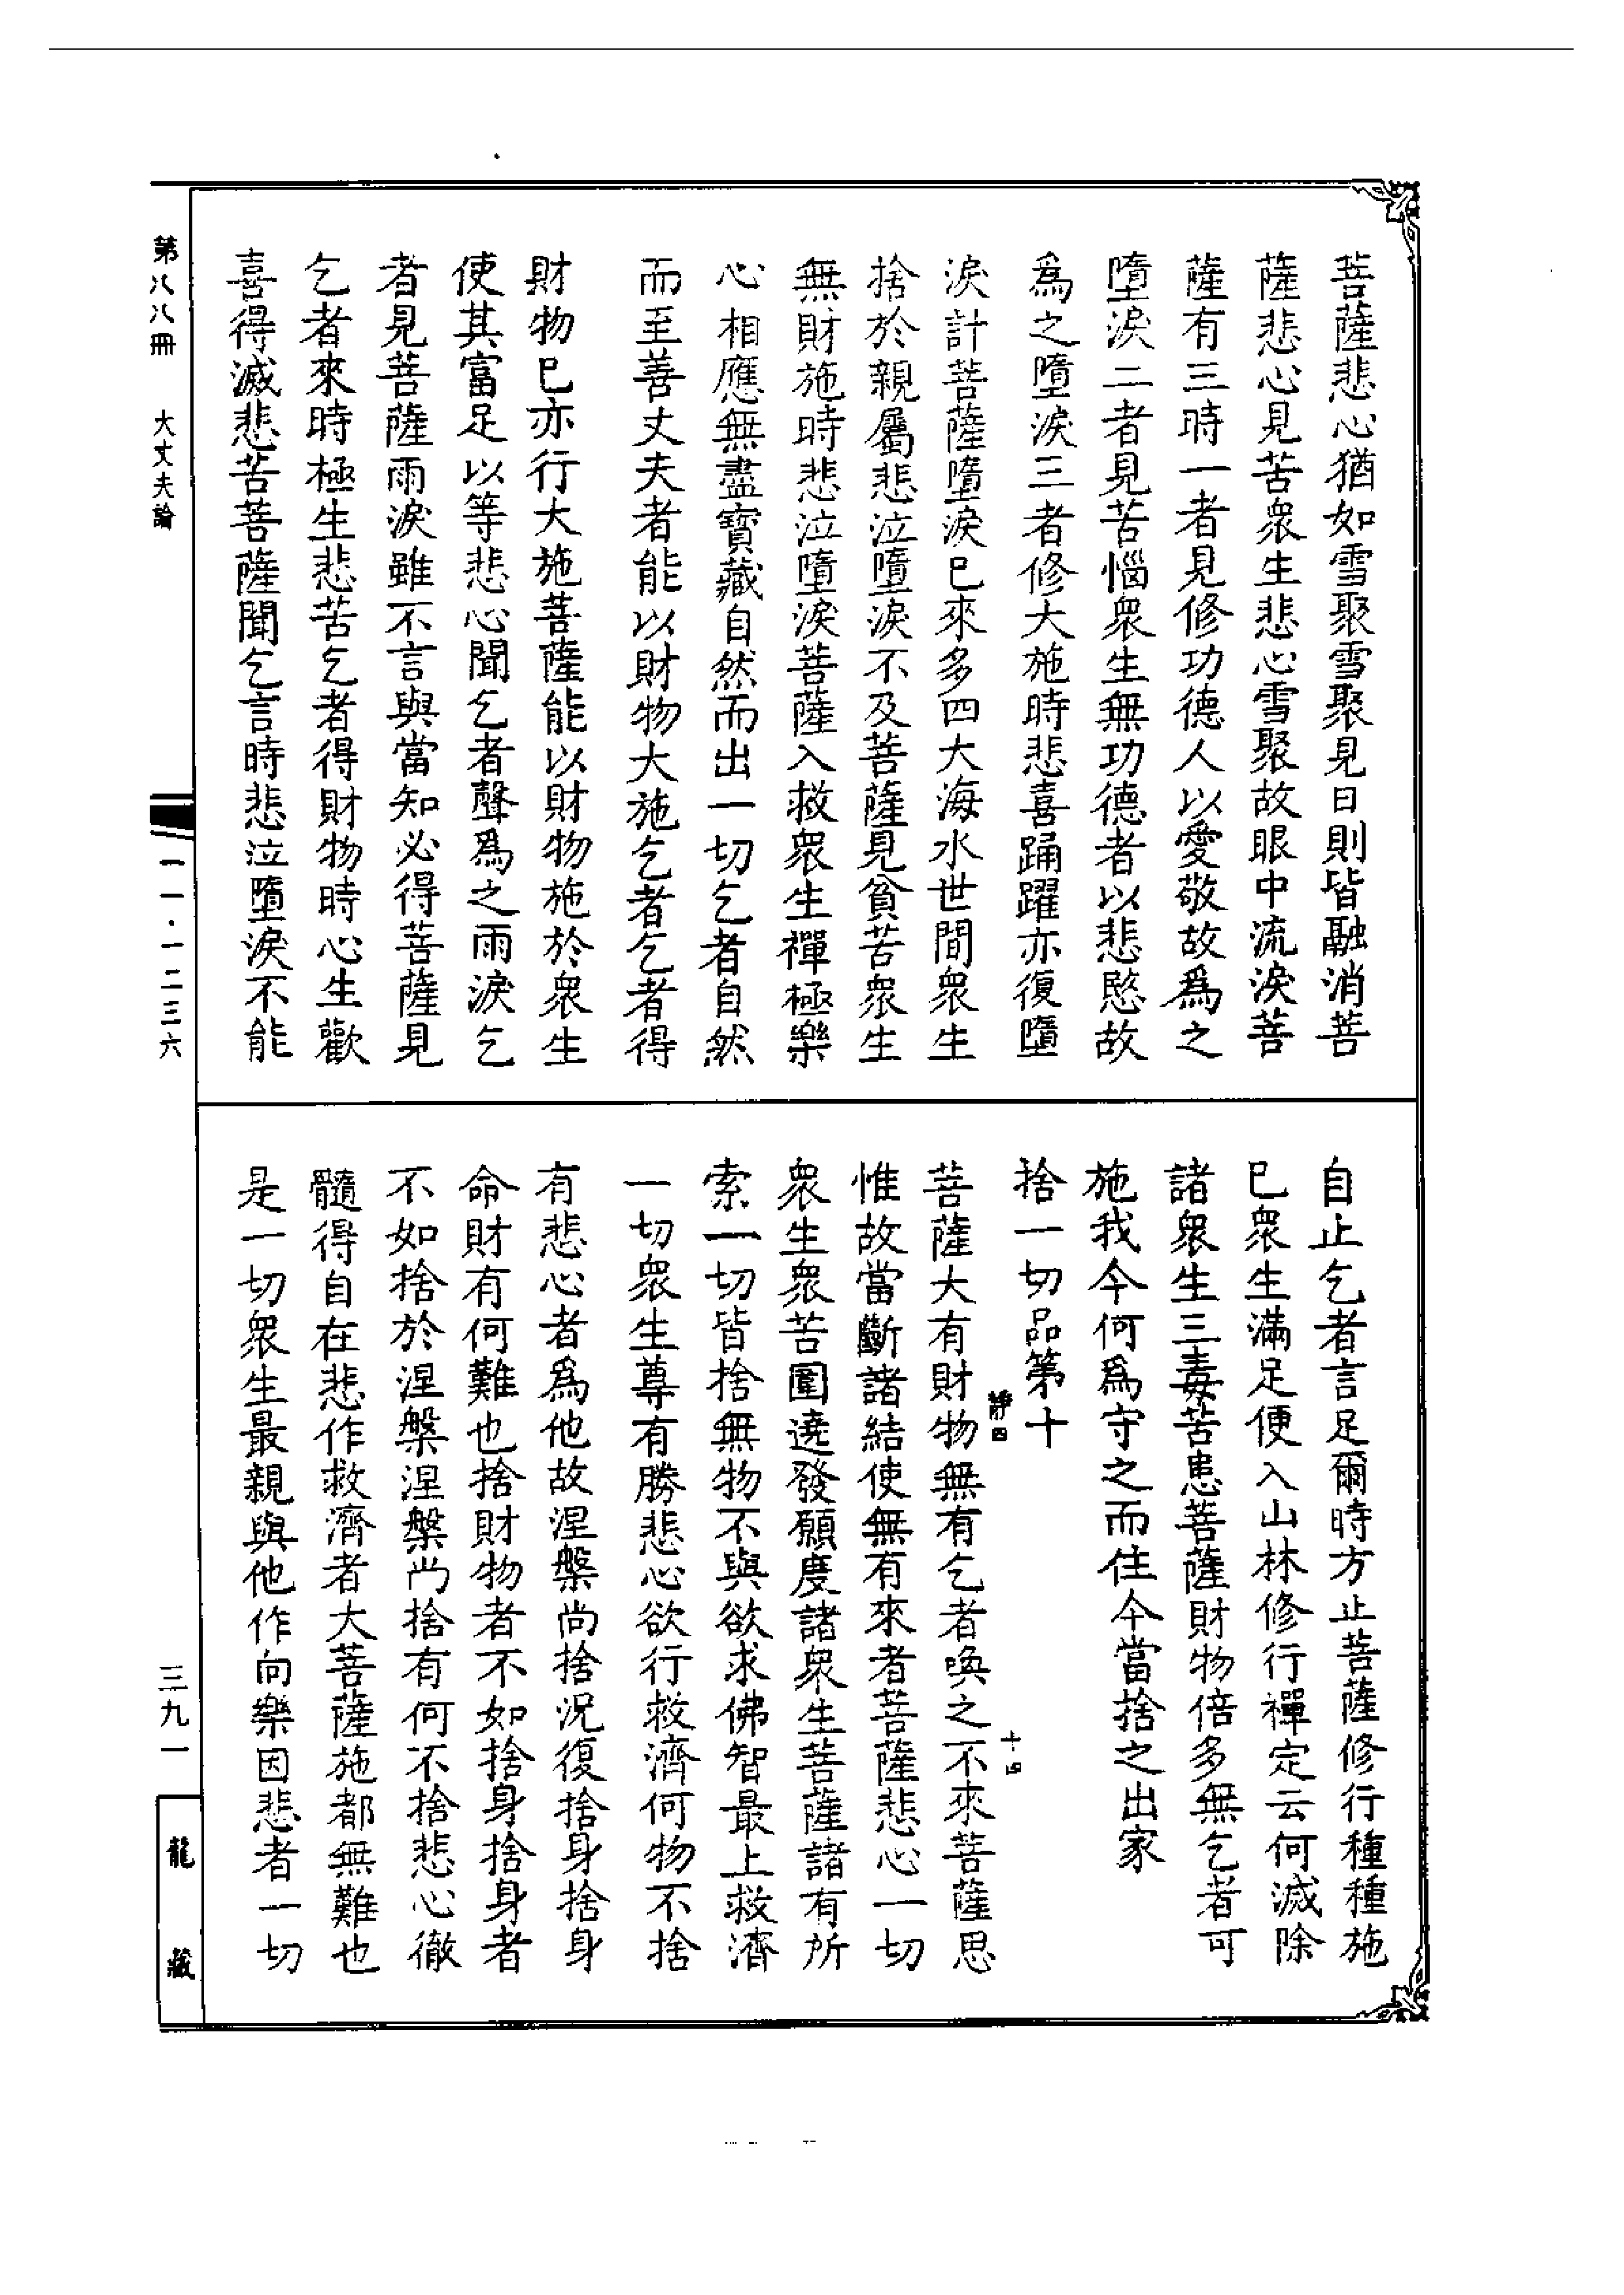 菩薩悲心猶如雪聚雪聚見日則皆融消菩
薩悲心見苦衆生悲心雪聚故眼中流淚菩
薩有三時一者見修功德人以愛敬故爲之
墮淚二者見苦惱衆生無功德者以悲愍故
爲之墮淚三者修大施時悲喜踊躍亦復墮
淚計菩薩墮淚已來多四大海水世間衆生
捨於親屬悲泣墮淚不及菩薩見貧苦衆生
無財施時悲泣墮淚菩薩入救衆生禪極樂
心相應無盡寶藏自然而出一切乞者自然
而至善丈夫者能以財物大施乞者乞者得
財物已亦行大施菩薩能以財物施於衆生
使其富足以等悲心聞乞者聲爲之雨淚乞
者見菩薩雨淚雖不言與當知必得菩薩見
乞者來時極生悲苦乞者得財物時心生歡
喜得滅悲苦菩薩聞乞言時悲泣墮淚不能
自止乞者言足爾時方止菩薩修行種種施
已衆生滿足便入山林修行禪定云何滅除
諸衆生三毒苦患菩薩財物倍多無乞者可
施我今何爲守之而住今當捨之出家
捨一切品第十
靜四
十四
菩薩大有財物無有乞者喚之不來菩薩思
惟故當斷諸結使無有來者菩薩悲心一切
衆生衆苦圍遶發願度諸衆生菩薩諸有所
索一切皆捨無物不與欲求佛智最上救濟
一切衆生尊有勝悲心欲行救濟何物不捨
有悲心者爲他故涅槃尚捨況復捨身捨身
命財有何難也捨財物者不如捨身捨身者
不如捨於涅槃涅槃尚捨有何不捨悲心徹
髓得自在悲作救濟者大菩薩施都無難也
是一切衆生最親與他作向樂因悲者一切
第八八冊　大丈夫論
一一·一二三六
三九一
龍藏